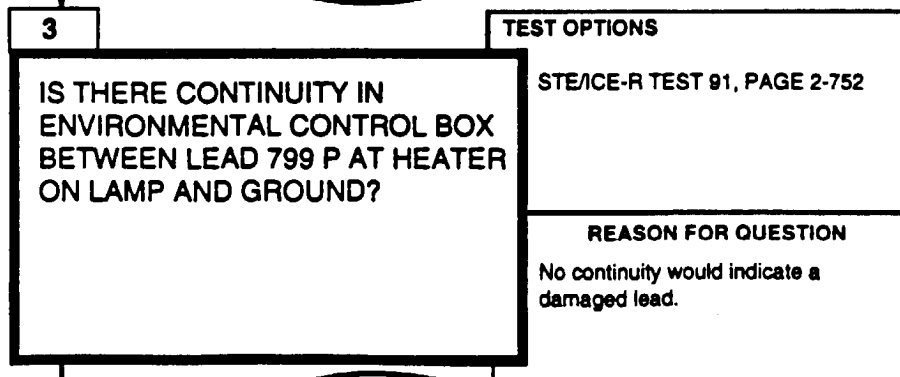 3
IS THERE CONTINUITY IN
ENVIRONMENTAL CONTROL BOX
BETWEEN LEAD 799 P AT HEATER
ON LAMP AND GROUND?
TEST OPTIONS
STE/ICE-R TEST 91, PAGE 2-752
REASON FOR QUESTION
No continuity would indicate a
damaged lead.